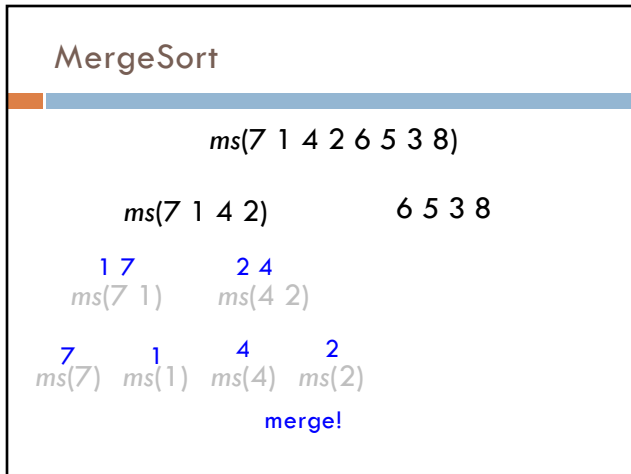 MergeSort
ms(7 1 4 2 6 5 3 8)
ms(7 1 4 2) 6 5 3 8
1 7 2 4
ms(7 1) ms(4 2)
7 1 4 2
ms(7) ms(1) ms(4) ms(2)
merge!